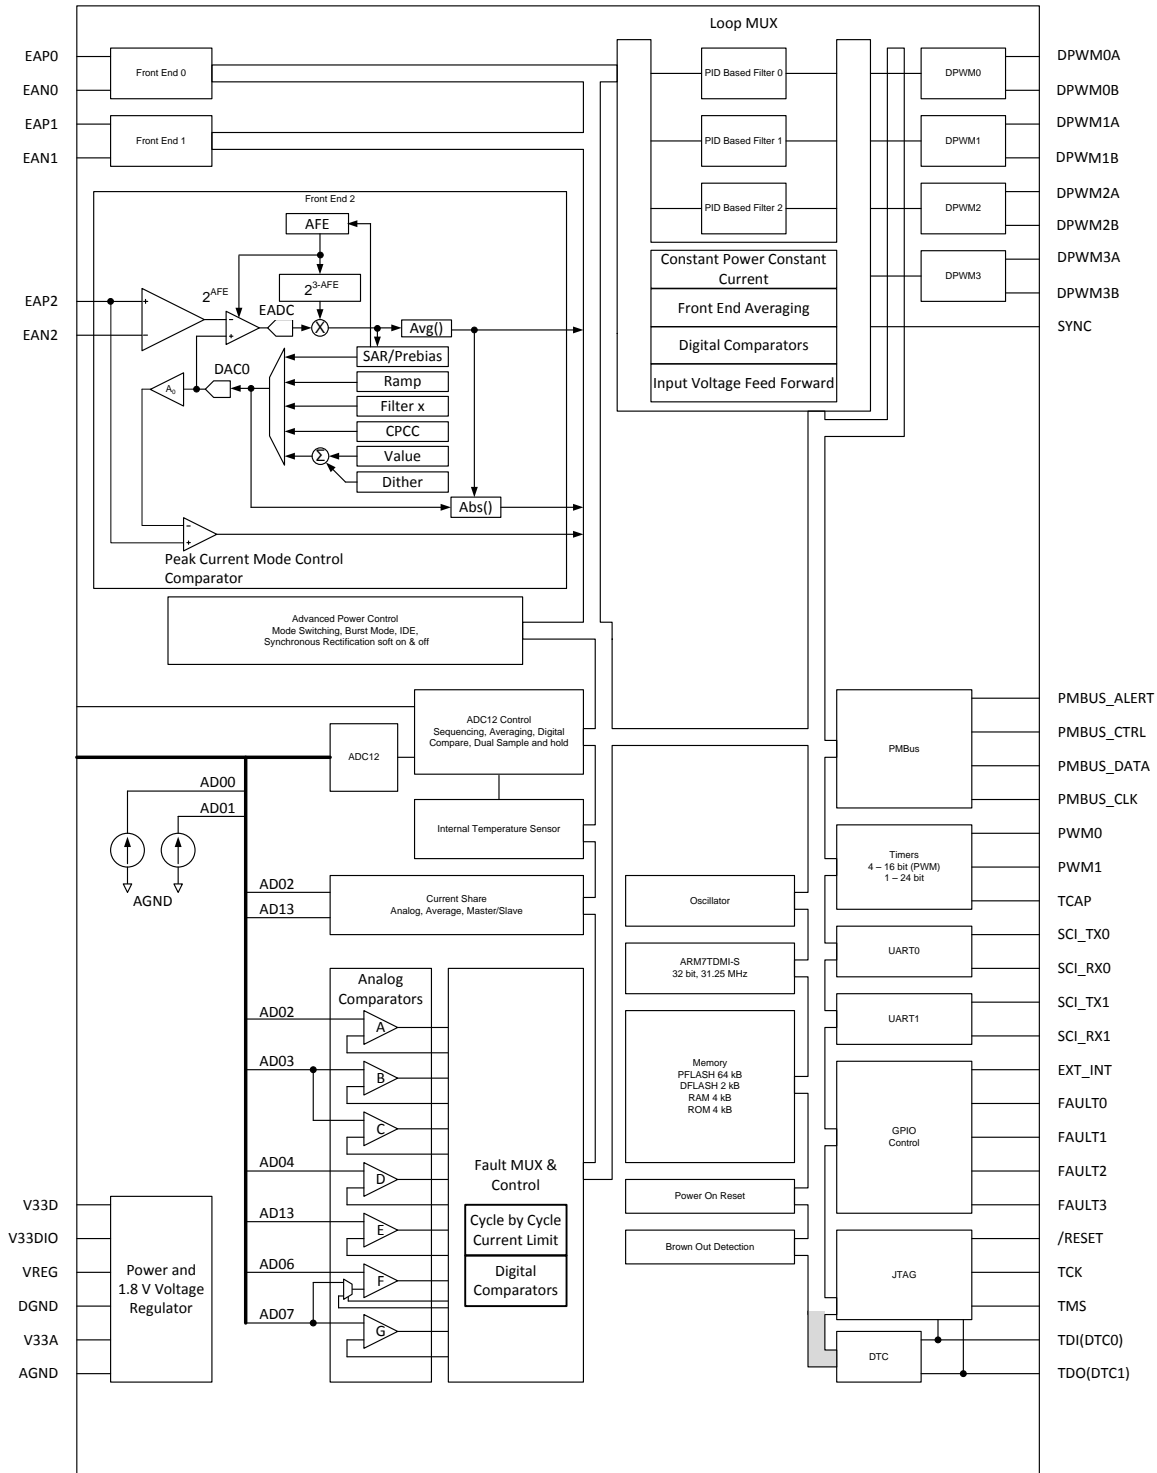 Loop MUX
EAP0
EAN0
EAP1
EAN1
Front End 0
Front End 1
Front End 2
AFE
2^AFE
2^3-AFE
EAP2
EAN2
EADC
X
Avg()
DAC0
A0
SAR/Prebias
Ramp
Filter x
CPCC
Value
Dither
Σ
Abs()
Peak Current Mode Control
Comparator
PID Based Filter 0
PID Based Filter 1
PID Based Filter 2
Constant Power Constant
Current
Front End Averaging
Digital Comparators
Input Voltage Feed Forward
DPWM0
DPWM1
DPWM2
DPWM3
DPWM0A
DPWM0B
DPWM1A
DPWM1B
DPWM2A
DPWM2B
DPWM3A
DPWM3B
SYNC
Advanced Power Control
Mode Switching, Burst Mode, IDE,
Synchronous Rectification soft on & off
ADC12 Control
Sequencing, Averaging, Digital
Compare, Dual Sample and hold
ADC12
Internal Temperature Sensor
AD00
AD01
AGND
AD02
AD13
Current Share
Analog, Average, Master/Slave
Analog
Comparators
AD02
A
AD03
B
C
AD04
D
AD13
E
AD06
F
AD07
G
Fault MUX &
Control
Cycle by Cycle
Current Limit
Digital
Comparators
V33D
V33DIO
VREG
DGND
V33A
AGND
Power and
1.8 V Voltage
Regulator
Oscillator
ARM7TDMI-S
32 bit, 31.25 MHz
Memory
PFLASH 64 kB
DFLASH 2 kB
RAM 4 kB
ROM 4 kB
Power On Reset
Brown Out Detection
PMBus
Timers
4 – 16 bit (PWM)
1 – 24 bit
UART0
UART1
GPIO
Control
JTAG
DTC
PMBUS_ALERT
PMBUS_CTRL
PMBUS_DATA
PMBUS_CLK
PWM0
PWM1
TCAP
SCI_TX0
SCI_RX0
SCI_TX1
SCI_RX1
EXT_INT
FAULT0
FAULT1
FAULT2
FAULT3
/RESET
TCK
TMS
TDI(DTC0)
TDO(DTC1)